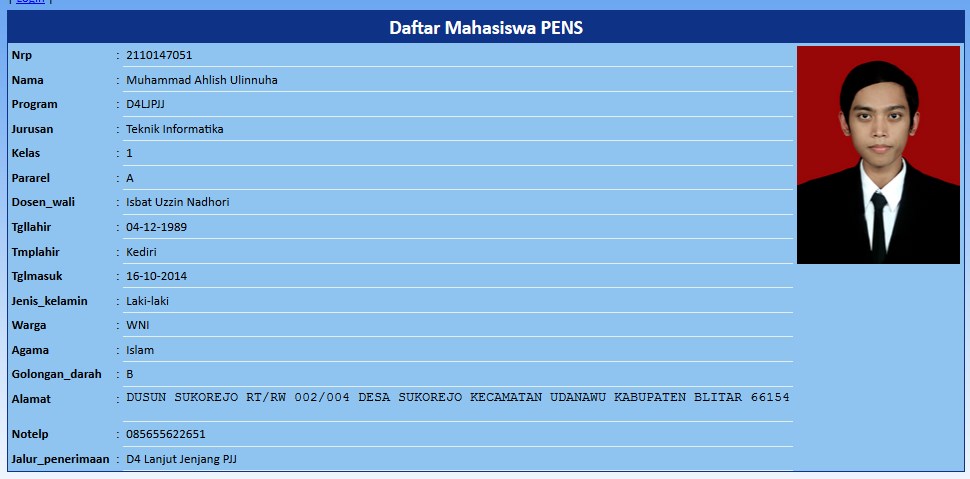 | Login |
Daftar Mahasiswa PENS
Nrp : 2110147051
Nama : Muhammad Ahlish Ulinnuha
Program : D4LJPJJ
Jurusan : Teknik Informatika
Kelas : 1
Pararel : A
Dosen_wali : Isbat Uzzin Nadhori
Tgllahir : 04-12-1989
Tmplahir : Kediri
Tglmasuk : 16-10-2014
Jenis_kelamin : Laki-laki
Warga : WNI
Agama : Islam
Golongan_darah : B
Alamat : DUSUN SUKOREJO RT/RW 002/004 DESA SUKOREJO KECAMATAN UDANAWU KABUPATEN BLITAR 66154
Notelp : 085655622651
Jalur_penerimaan : D4 Lanjut Jenjang PJJ